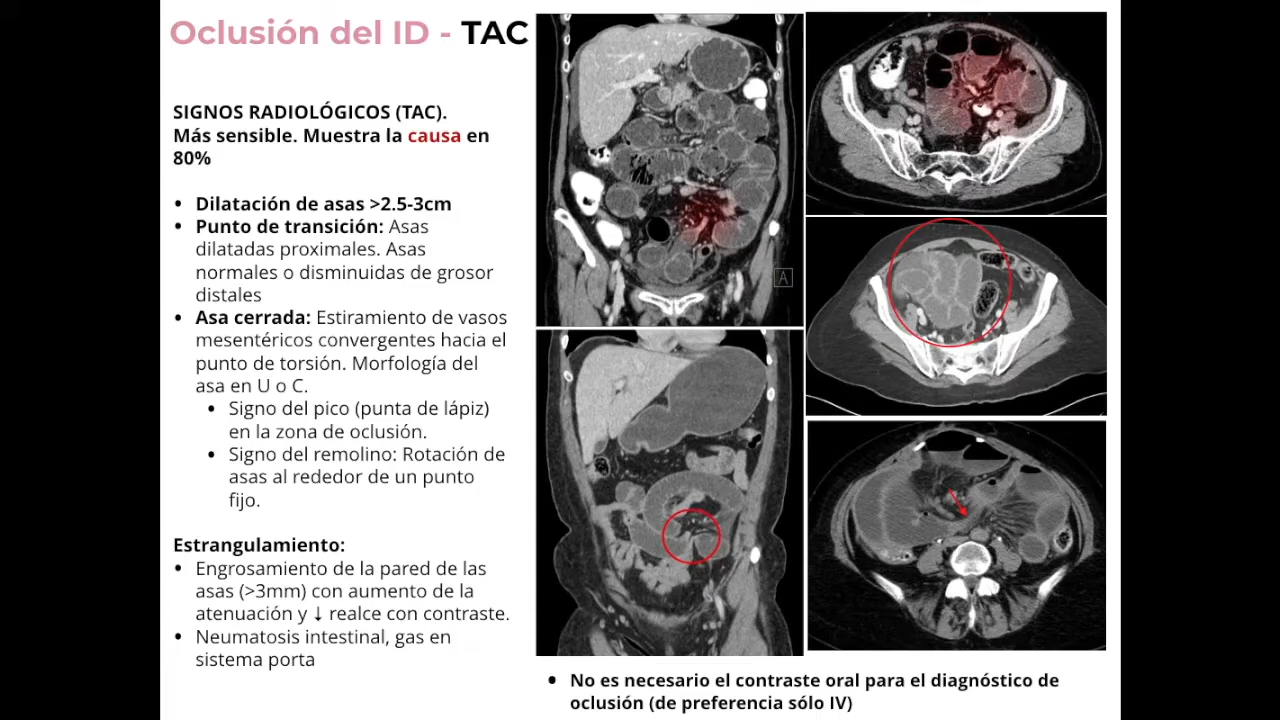 Oclusión del ID - TAC
SIGNOS RADIOLÓGICOS (TAC).
Más sensible. Muestra la causa en
80%
• Dilatación de asas >2.5-3cm
• Punto de transición: Asas
dilatadas proximales. Asas
normales o disminuidas de grosor
distales
• Asa cerrada: Estiramiento de vasos
mesentéricos convergentes hacia el
punto de torsión. Morfología del
asa en U o C.
• Signo del pico (punta de lápiz)
en la zona de oclusión.
• Signo del remolino: Rotación de
asas al rededor de un punto
fijo.
Estrangulamiento:
• Engrosamiento de la pared de las
asas (>3mm) con aumento de la
atenuación y ↓ realce con contraste.
• Neumatosis intestinal, gas en
sistema porta
A
• No es necesario el contraste oral para el diagnóstico de
oclusión (de preferencia sólo IV)